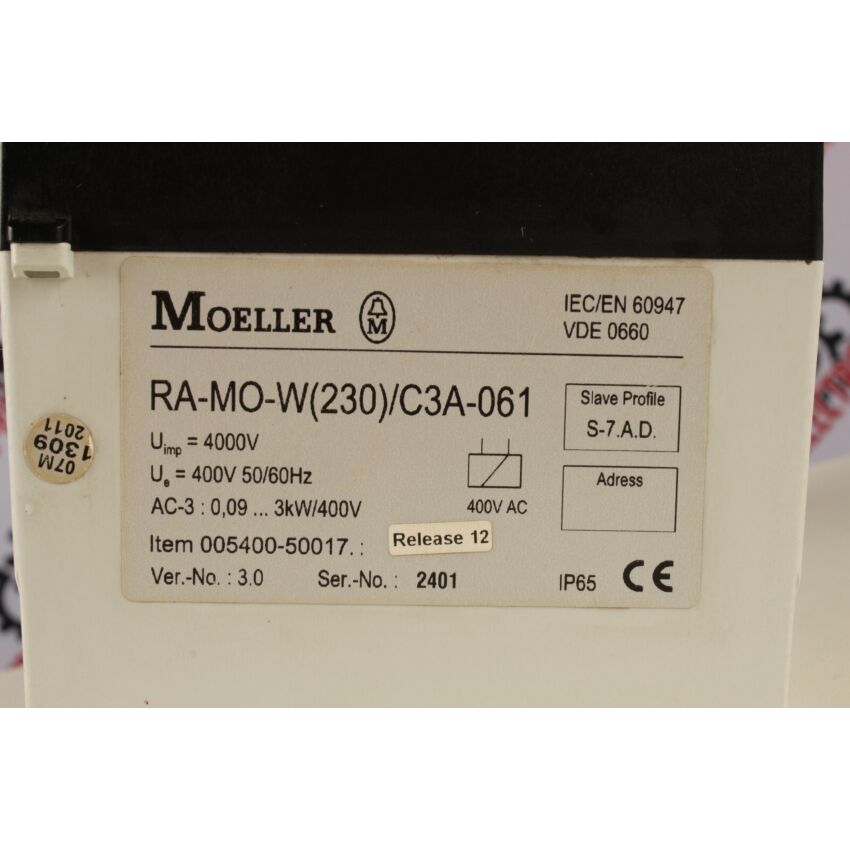 MOELLER M
IEC/EN 60947
VDE 0660
RA-MO-W(230)/C3A-061
Uimp = 4000V
Ue = 400V 50/60Hz
AC-3 : 0,09 ... 3kW/400V
400V AC
Slave Profile
S-7.A.D.
Adress
Item 005400-50017. :
Release 12
Ver.-No. : 3.0
Ser.-No. : 2401
IP65 CE
07M
1309
2011